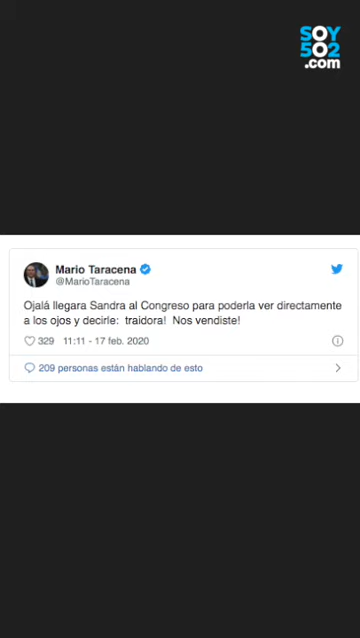 SOY
502
.com
Mario Taracena
@MarioTaracena
Ojalá llegara Sandra al Congreso para poderla ver directamente
a los ojos y decirle:  traidora!  Nos vendiste!
329 11:11 - 17 feb. 2020
209 personas están hablando de esto